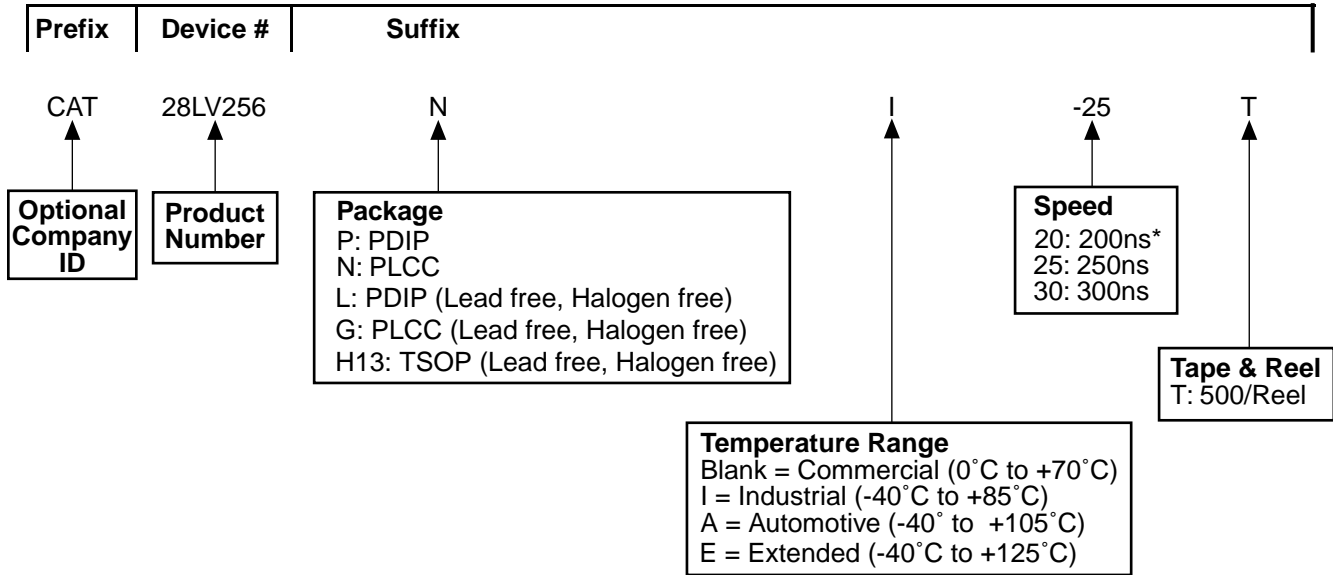 Prefix Device # Suffix
CAT 28LV256 N I -25 T
Optional
Company
ID
Product
Number
Package
P: PDIP
N: PLCC
L: PDIP (Lead free, Halogen free)
G: PLCC (Lead free, Halogen free)
H13: TSOP (Lead free, Halogen free)
Speed
20: 200ns*
25: 250ns
30: 300ns
Tape & Reel
T: 500/Reel
Temperature Range
Blank = Commercial (0˚C to +70˚C)
I = Industrial (-40˚C to +85˚C)
A = Automotive (-40˚ to +105˚C)
E = Extended (-40˚C to +125˚C)